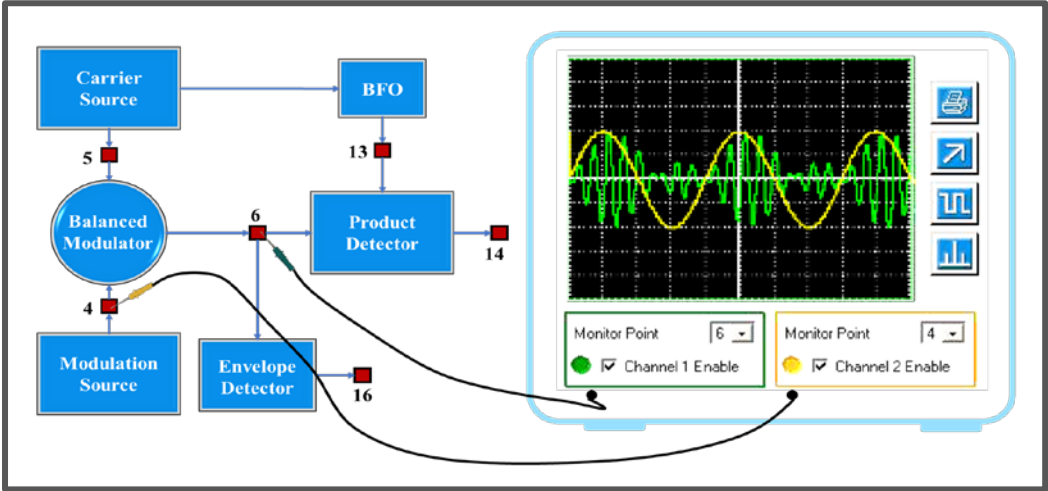 Carrier
Source
BFO
5
13
Balanced
Modulator
6
Product
Detector
14
4
Modulation
Source
Envelope
Detector
16
Monitor Point 6
Channel 1 Enable
Monitor Point 4
Channel 2 Enable